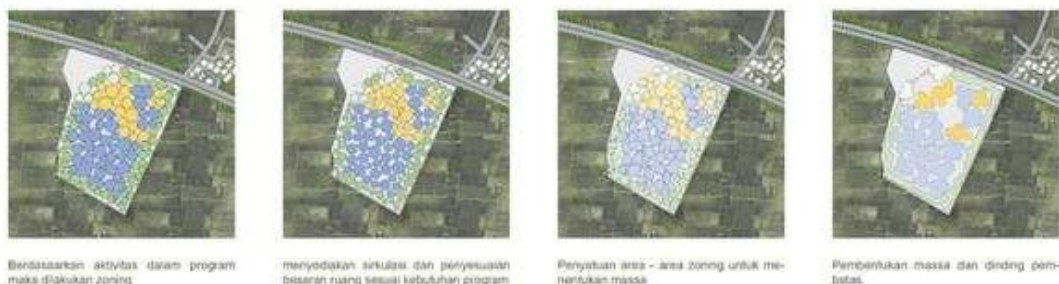 Berdasaarkan aktivitas dalam program
maka dilakukan zoning
menyediakan sirkulasi dan penyesuaian
besaran ruang sesuai kebutuhan program
Penyatuan area - area zoning untuk me-
nentukan massa
Pembentukan massa dan dinding pem-
batas.